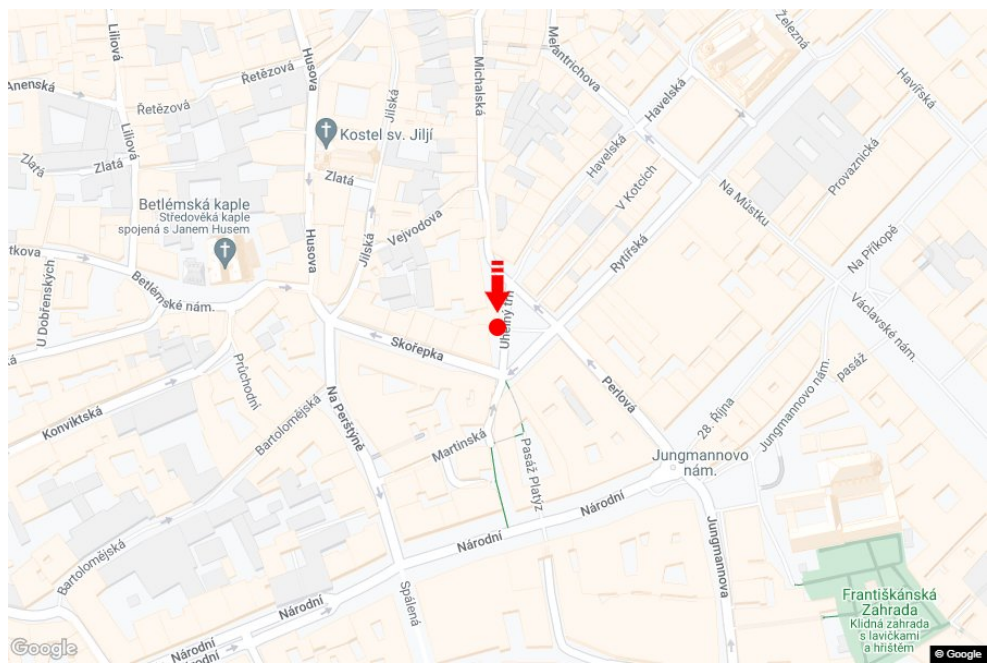 Liliová
Husova
Řetězová
Michalská
Melantrichova
Železná
Havelská
Havířská
Anenská
Řetězová
Jilská
Liliová
Kostel sv. Jiljí
Havelská
Provaznická
Zlatá
Zlatá
V Kotcích
Na Můstku
Betlémská kaple
Středověká kaple
spojená s Janem Husem
Vejvodova
Husova
Jilská
Rytířská
Na Příkopě
tkova
Betlémské nám.
U Dobřenských
Uhelný trh
Václavské nám.
Skořepka
Průchodní
Na Perštýně
Perlová
pasáž
Jungmannovo nám.
28. Října
Konviktská
Bartolomějská
Martinská
Pasáž Platýz
Jungmannovo
nám.
Národní
Národní
Jungmannova
Bartolomějská
Spálená
Národní
Národní
Františkánská
Zahrada
Klidná zahrada
s lavičkami
a hřištěm
Google
© Google